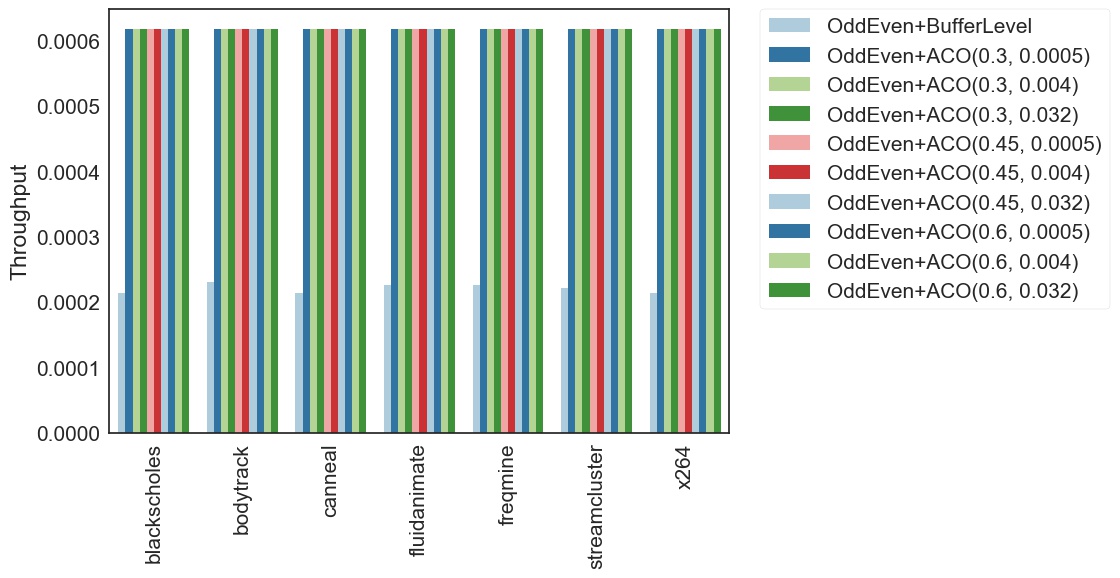 Throughput
0.0006
0.0005
0.0004
0.0003
0.0002
0.0001
0.0000
blackscholes
bodytrack
canneal
fluidanimate
freqmine
streamcluster
x264
OddEven+BufferLevel
OddEven+ACO(0.3, 0.0005)
OddEven+ACO(0.3, 0.004)
OddEven+ACO(0.3, 0.032)
OddEven+ACO(0.45, 0.0005)
OddEven+ACO(0.45, 0.004)
OddEven+ACO(0.45, 0.032)
OddEven+ACO(0.6, 0.0005)
OddEven+ACO(0.6, 0.004)
OddEven+ACO(0.6, 0.032)